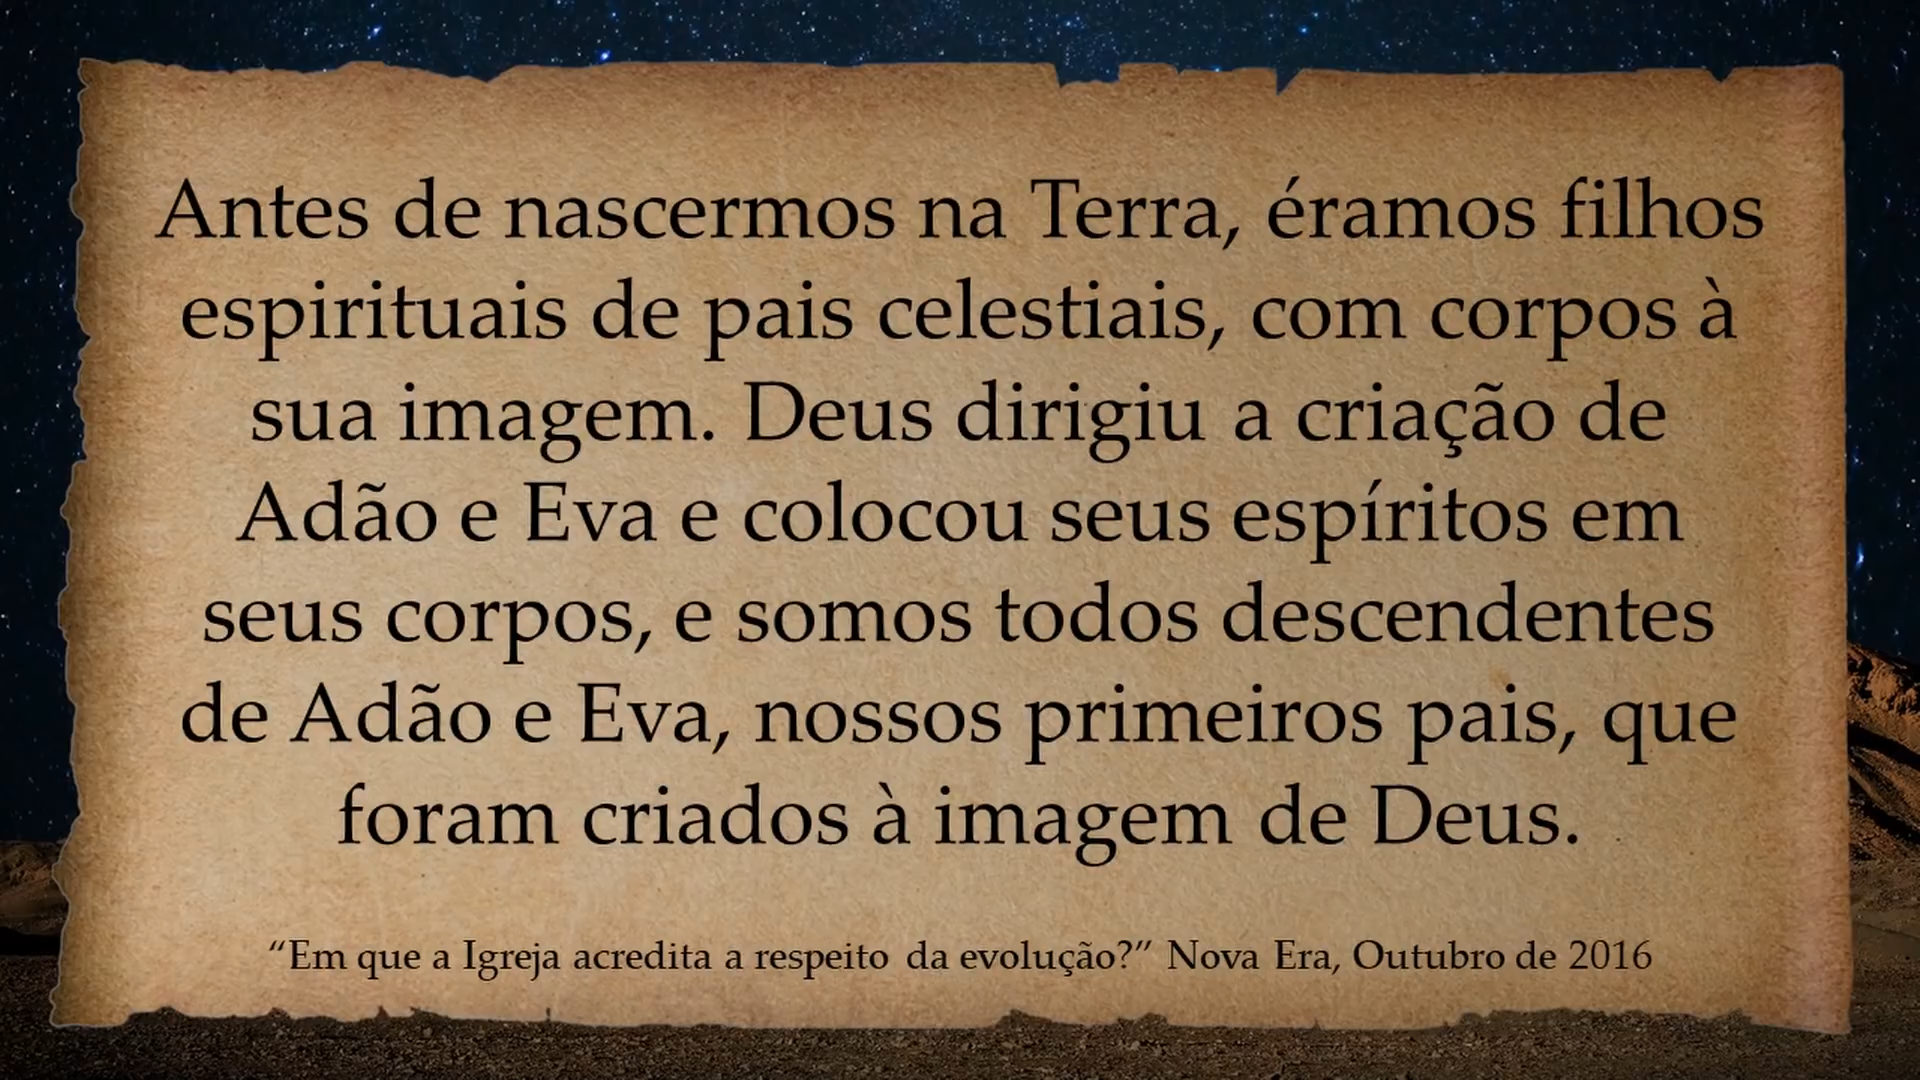 Antes de nascermos na Terra, éramos filhos
espirituais de pais celestiais, com corpos à
sua imagem. Deus dirigiu a criação de
Adão e Eva e colocou seus espíritos em
seus corpos, e somos todos descendentes
de Adão e Eva, nossos primeiros pais, que
foram criados à imagem de Deus.
“Em que a Igreja acredita a respeito da evolução?” Nova Era, Outubro de 2016